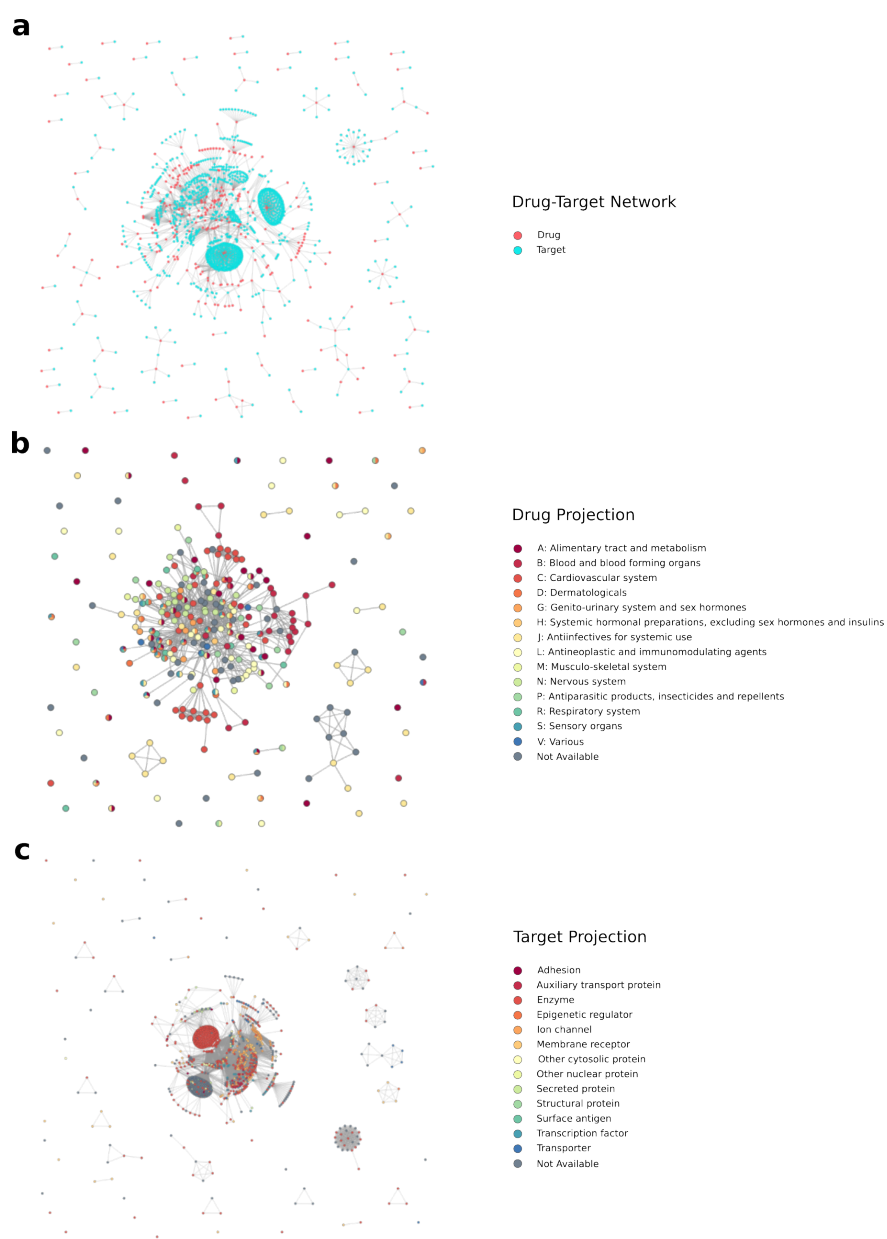 a
Drug-Target Network
Drug
Target
b
Drug Projection
A: Alimentary tract and metabolism
B: Blood and blood forming organs
C: Cardiovascular system
D: Dermatologicals
G: Genito-urinary system and sex hormones
H: Systemic hormonal preparations, excluding sex hormones and insulins
J: Antiinfectives for systemic use
L: Antineoplastic and immunomodulating agents
M: Musculo-skeletal system
N: Nervous system
P: Antiparasitic products, insecticides and repellents
R: Respiratory system
S: Sensory organs
V: Various
Not Available
c
Target Projection
Adhesion
Auxiliary transport protein
Enzyme
Epigenetic regulator
Ion channel
Membrane receptor
Other cytosolic protein
Other nuclear protein
Secreted protein
Structural protein
Surface antigen
Transcription factor
Transporter
Not Available